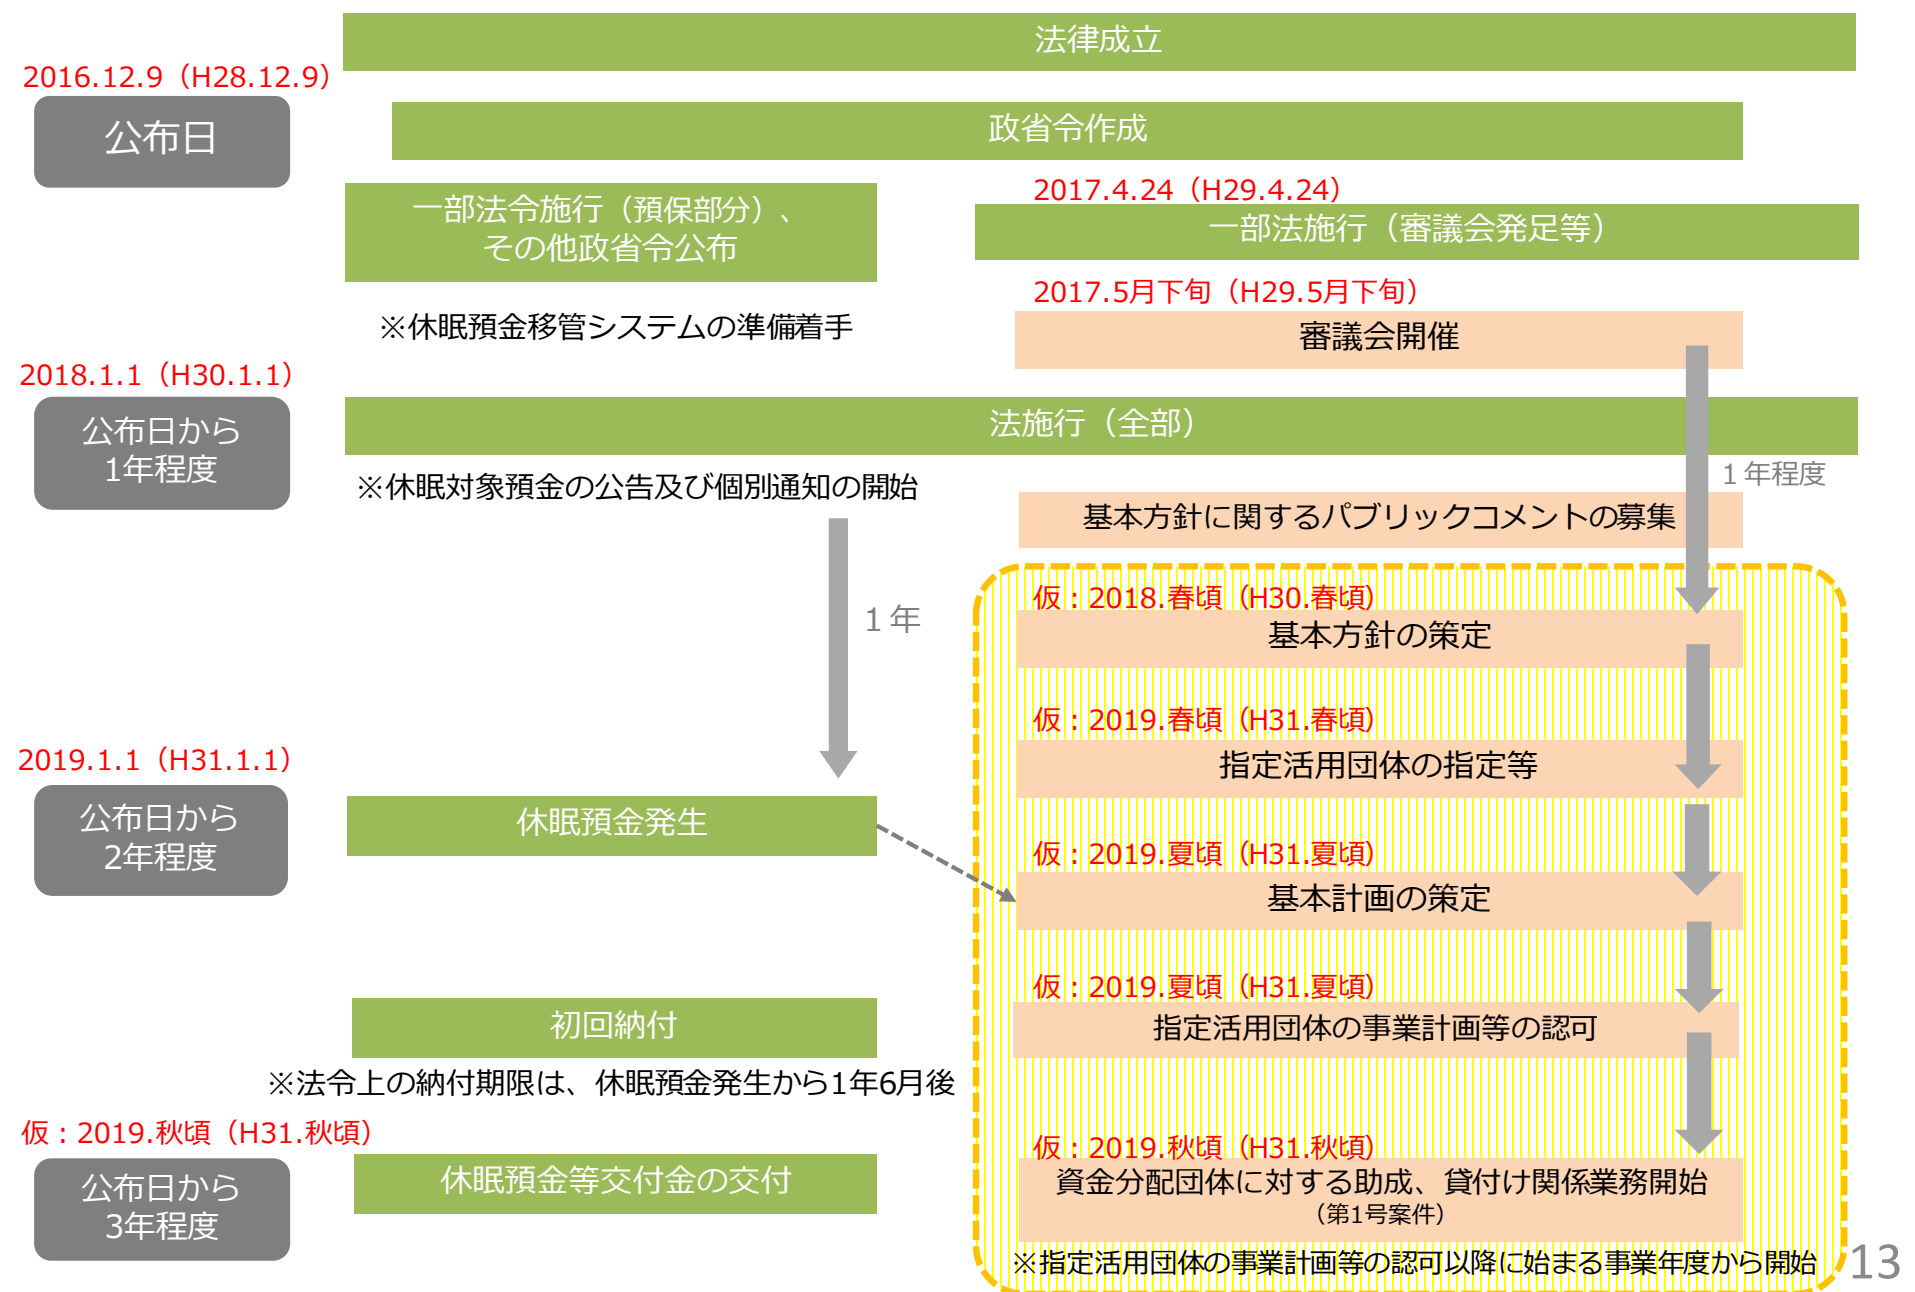 法律成立
2016.12.9（H28.12.9）
公布日
政省令作成
一部法令施行（預保部分）、
その他政省令公布
2017.4.24（H29.4.24）
一部法施行（審議会発足等）
※休眠預金移管システムの準備着手
2017.5月下旬（H29.5月下旬）
審議会開催
2018.1.1（H30.1.1）
公布日から
1年程度
法施行（全部）
※休眠対象預金の公告及び個別通知の開始
１年程度
基本方針に関するパブリックコメントの募集
１年
仮：2018.春頃（H30.春頃）
基本方針の策定
仮：2019.春頃（H31.春頃）
指定活用団体の指定等
2019.1.1（H31.1.1）
公布日から
2年程度
休眠預金発生
仮：2019.夏頃（H31.夏頃）
基本計画の策定
仮：2019.夏頃（H31.夏頃）
指定活用団体の事業計画等の認可
初回納付
※法令上の納付期限は、休眠預金発生から1年6月後
仮：2019.秋頃（H31.秋頃）
公布日から
3年程度
休眠預金等交付金の交付
仮：2019.秋頃（H31.秋頃）
資金分配団体に対する助成、貸付け関係業務開始
（第1号案件）
※指定活用団体の事業計画等の認可以降に始まる事業年度から開始
13